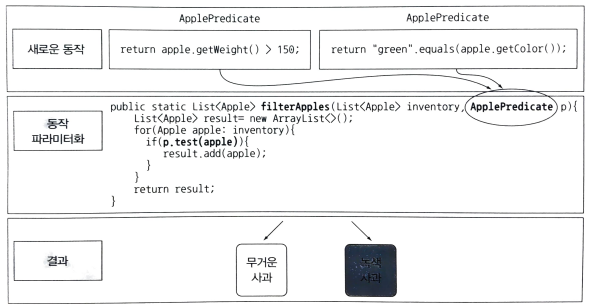 ApplePredicate
ApplePredicate
새로운 동작
return apple.getWeight() > 150;
return "green".equals(apple.getColor());
동작
파라미터화
public static List<Apple> filterApples(List<Apple> inventory, ApplePredicate p){
List<Apple> result= new ArrayList<>();
for(Apple apple: inventory){
if(p.test(apple)){
result.add(apple);
}
}
return result;
}
결과
무거운
사과
녹색
사과